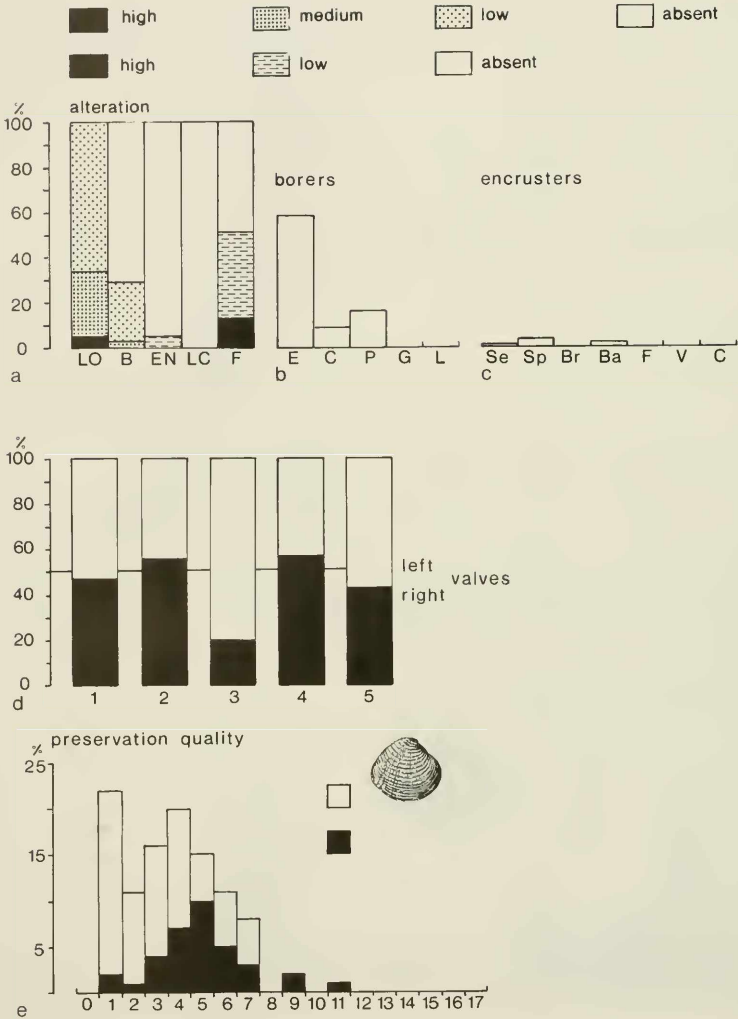 high medium low absent
high low absent
alteration
%
100
80
60
40
20
0
LO B EN LC F
a
borers
E C P G L
b
encrusters
Se Sp Br Ba F V C
c
%
100
80
60
40
20
0
left
right
valves
1 2 3 4 5
d
preservation quality
%
25
15
5
0 1 2 3 4 5 6 7 8 9 10 11 12 13 14 15 16 17
e